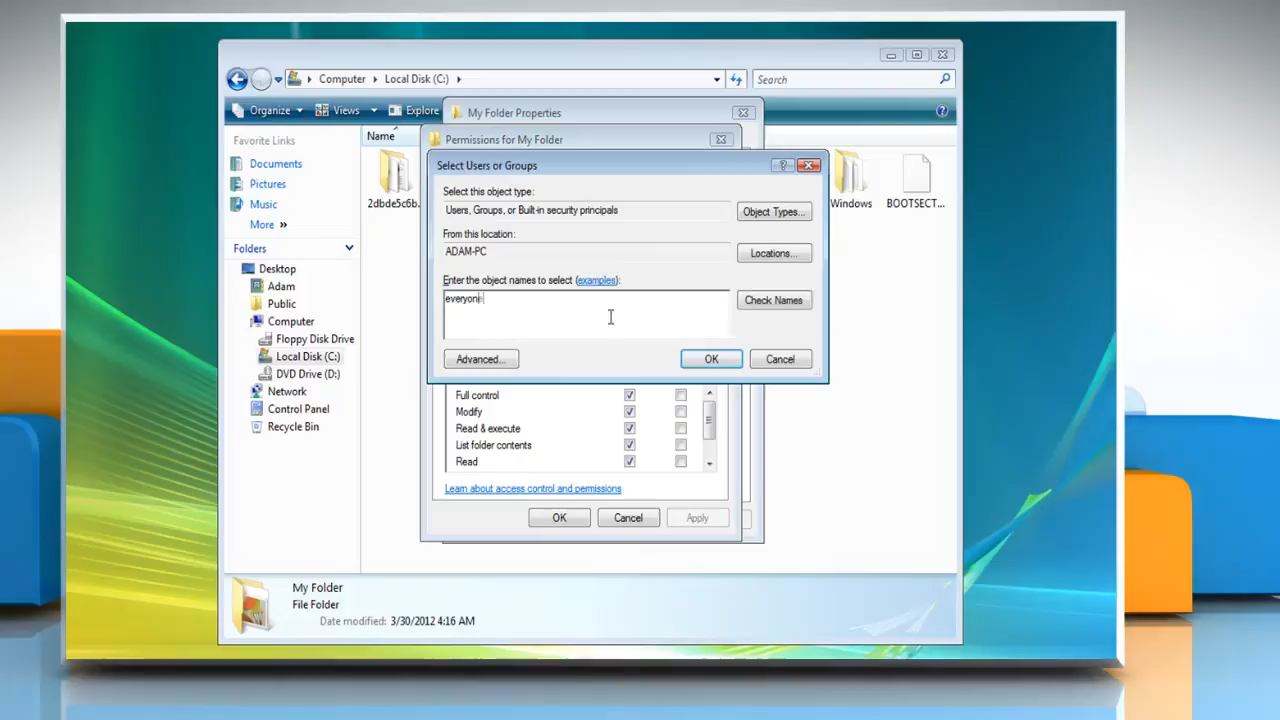 Computer
Local Disk (C:)
Search
Organize
Views
Explore
My Folder Properties
Favorite Links
Name
Permissions for My Folder
Documents
Pictures
Music
More »
Select Users or Groups
2dbde5c6b.
Windows
BOOTSECT...
Select this object type:
Users, Groups, or Built-in security principals
Object Types...
From this location:
ADAM-PC
Locations...
Enter the object names to select (examples):
everyone
Check Names
Advanced...
OK
Cancel
Folders
Desktop
Adam
Public
Computer
Floppy Disk Drive
Local Disk (C:)
DVD Drive (D:)
Network
Control Panel
Recycle Bin
Full control
Modify
Read & execute
List folder contents
Read
Learn about access control and permissions
OK
Cancel
Apply
My Folder
File Folder
Date modified: 3/30/2012 4:16 AM